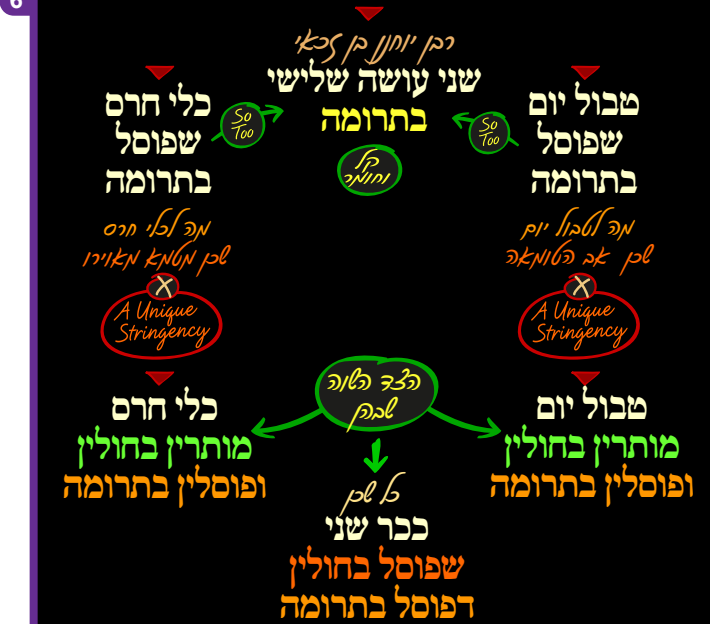 6
רבן יוחנן בן זכאי
שני עושה שלישי
בתרומה
קל
וחומר
טבול יום
שפוסל
בתרומה
So
Too
כלי חרס
שפוסל
בתרומה
So
Too
מה לטבול יום
שכן אב הטומאה
X
A Unique
Stringency
מה לכלי חרס
שכן מטמא מאוירו
X
A Unique
Stringency
הצד השוה
שבהן
טבול יום
מותרין בחולין
ופוסלין בתרומה
כלי חרס
מותרין בחולין
ופוסלין בתרומה
כל שכן
ככר שני
שפוסל בחולין
דפוסל בתרומה